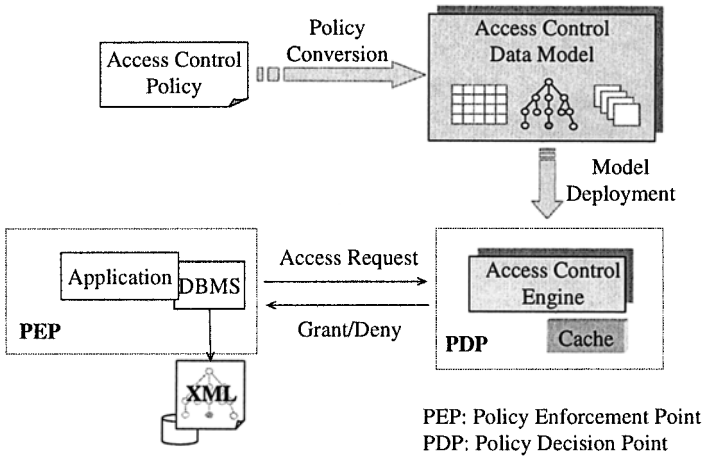 Access Control
Policy
Policy
Conversion
Access Control
Data Model
Model
Deployment
Application
DBMS
PEP
Access Request
Grant/Deny
Access Control
Engine
Cache
PDP
XML
PEP: Policy Enforcement Point
PDP: Policy Decision Point